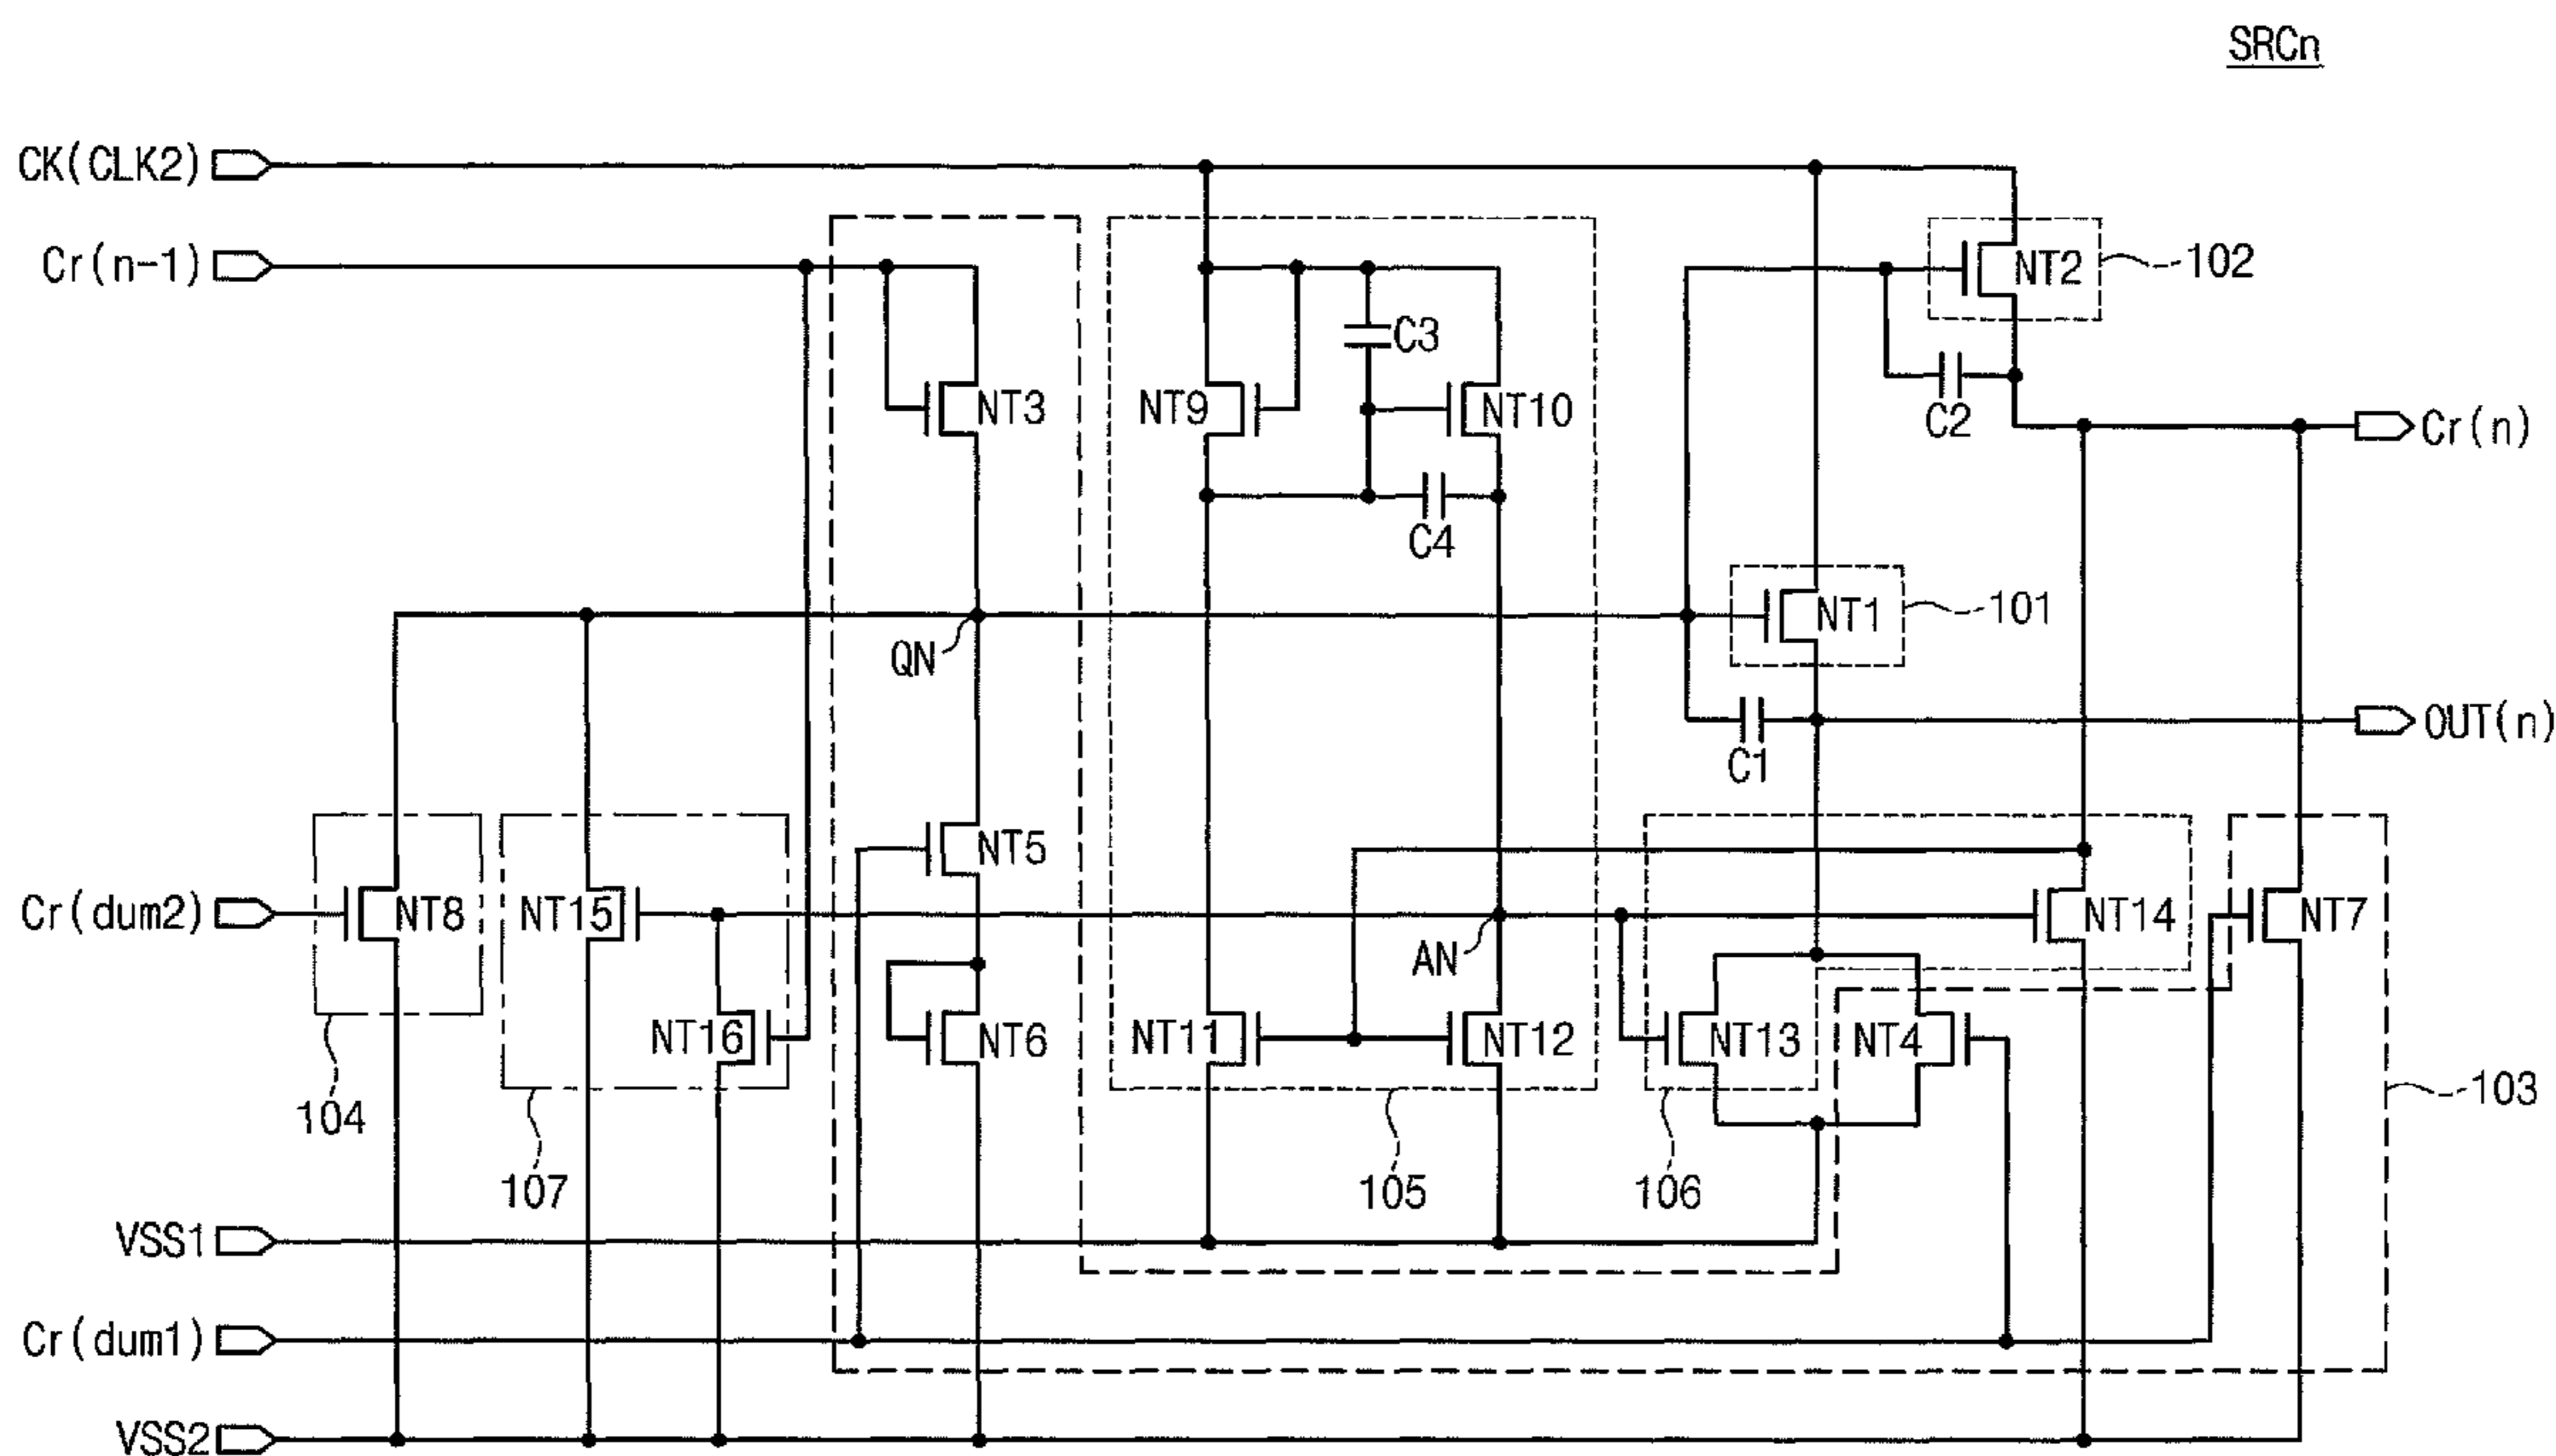 SRCn
CK(CLK2)
Cr(n-1)
NT2
102
C3
NT3
NT9
NT10
C2
Cr(n)
C4
NT1
101
QN
OUT(n)
C1
NT5
Cr(dum2)
NT8
NT15
NT14
NT7
AN
NT16
NT6
NT11
NT12
NT13
NT4
104
103
107
105
106
VSS1
Cr(dum1)
VSS2